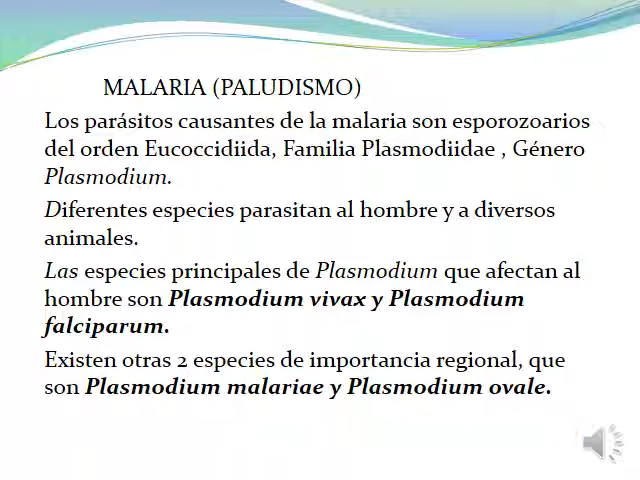 MALARIA (PALUDISMO)
Los parásitos causantes de la malaria son esporozoarios
del orden Eucoccidiida, Familia Plasmodiidae , Género
Plasmodium.
Diferentes especies parasitan al hombre y a diversos
animales.
Las especies principales de Plasmodium que afectan al
hombre son Plasmodium vivax y Plasmodium
falciparum.
Existen otras 2 especies de importancia regional, que
son Plasmodium malariae y Plasmodium ovale.